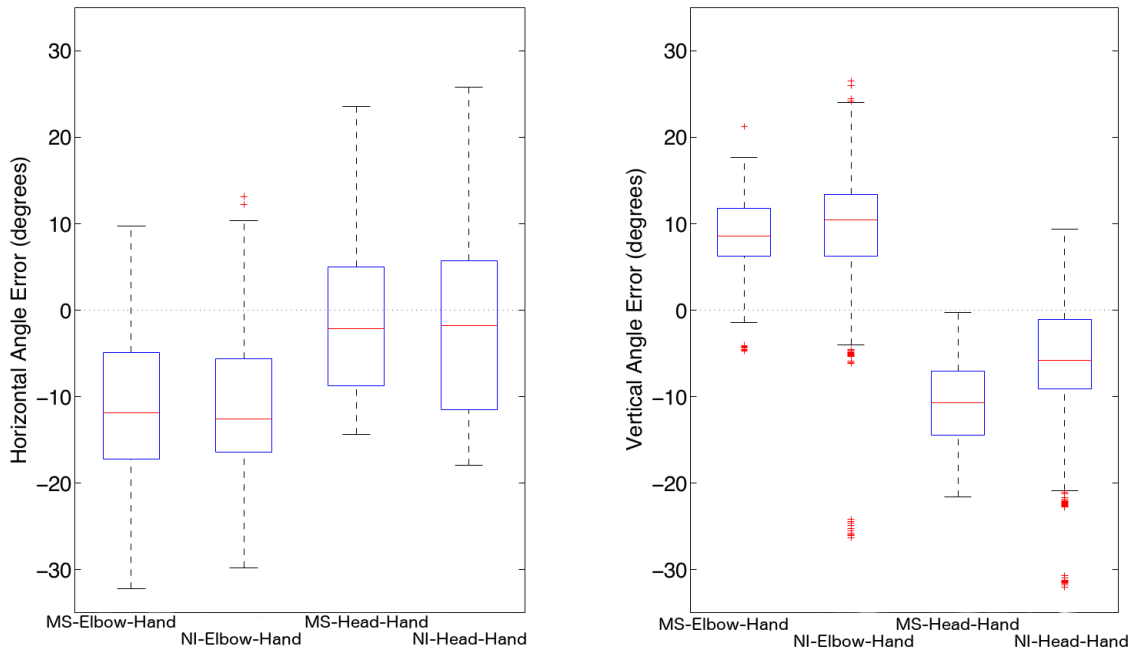 Horizontal Angle Error (degrees)
30
20
10
0
−10
−20
−30
MS-Elbow-Hand
NI-Elbow-Hand
MS-Head-Hand
NI-Head-Hand
Vertical Angle Error (degrees)
30
20
10
0
−10
−20
−30
MS-Elbow-Hand
NI-Elbow-Hand
MS-Head-Hand
NI-Head-Hand